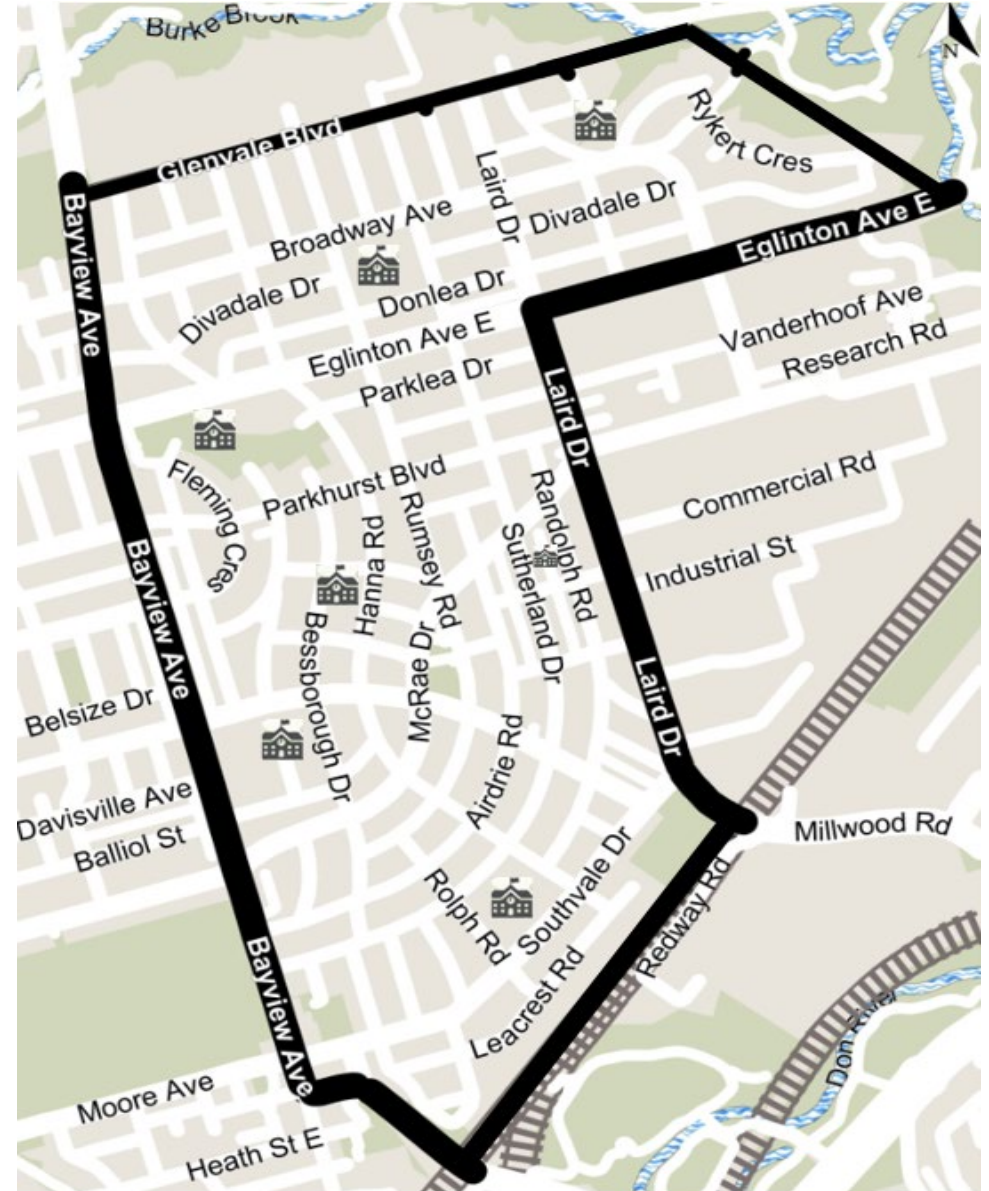 Burke Brook
N
Glenvale Blvd
Rykert Cres
Laird Dr
Divadale Dr
Broadway Ave
Bayview Ave
Eglinton Ave E
Divadale Dr
Donlea Dr
Vanderhoof Ave
Eglinton Ave E
Research Rd
Parklea Dr
Laird Dr
Fleming Cres
Parkhurst Blvd
Commercial Rd
Rumsey Rd
Randolph Rd
Hanna Rd
Sutherland Dr
Industrial St
Bayview Ave
Bessborough Dr
McRae Dr
Laird Dr
Belsize Dr
Airdrie Rd
Davisville Ave
Millwood Rd
Balliol St
Southvale Dr
Rolph Rd
Redway Rd
Bayview Ave
Leacrest Rd
Don River
Moore Ave
Heath St E